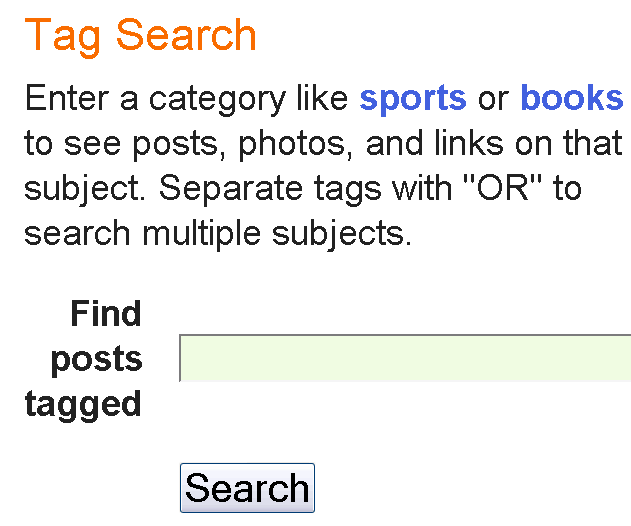 Tag Search
Enter a category like sports or books
to see posts, photos, and links on that
subject. Separate tags with "OR" to
search multiple subjects.
Find
posts
tagged
Search